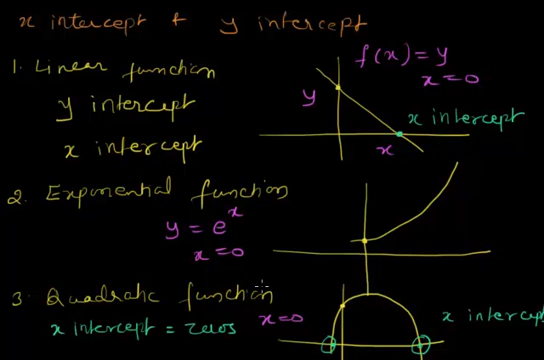 x intercept & y intercept
1. Linear function
y intercept
x intercept
f(x) = y
x = 0
y
x intercept
x
2. Exponential function
y = e^x
x = 0
3. Quadratic function
x intercept = zeros
x = 0
x intercept